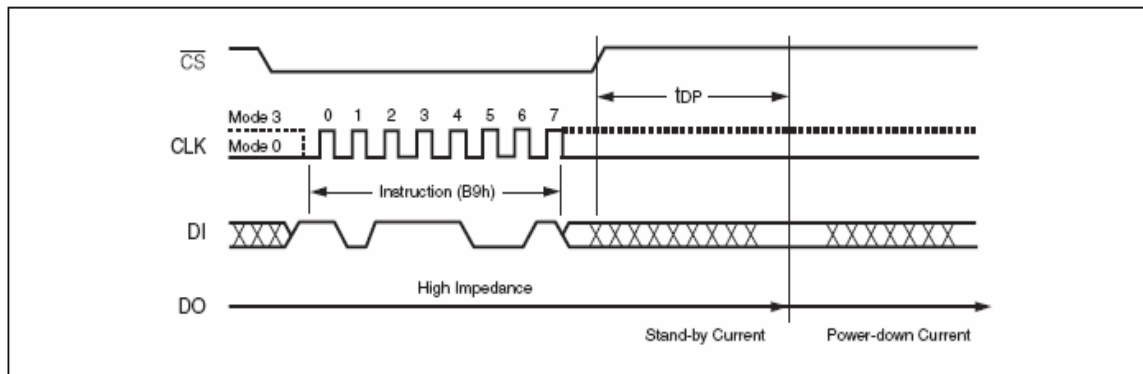 CS
tDP
Mode 3
0 1 2 3 4 5 6 7
CLK
Mode 0
Instruction (B9h)
DI
High Impedance
DO
Stand-by Current
Power-down Current